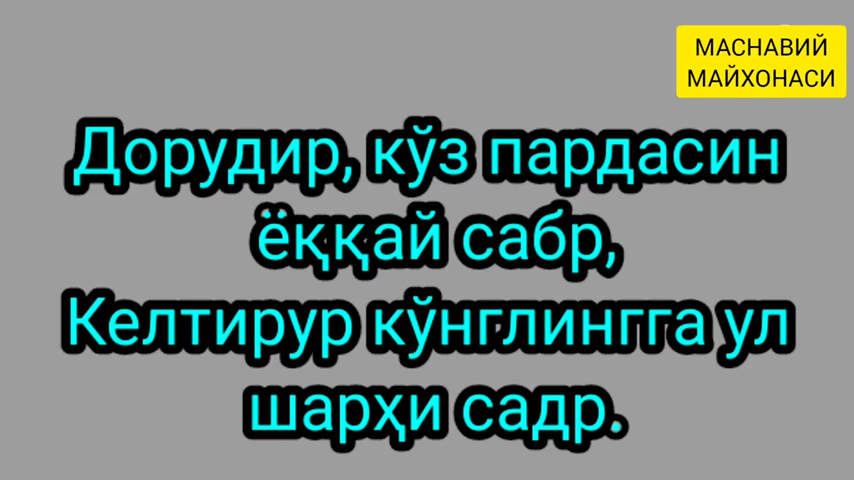 МАСНАВИЙ
МАЙХОНАСИ
Дорудир, кўз пардасин
ёққай сабр,
Келтирур кўнглингга ул
шарҳи садр.